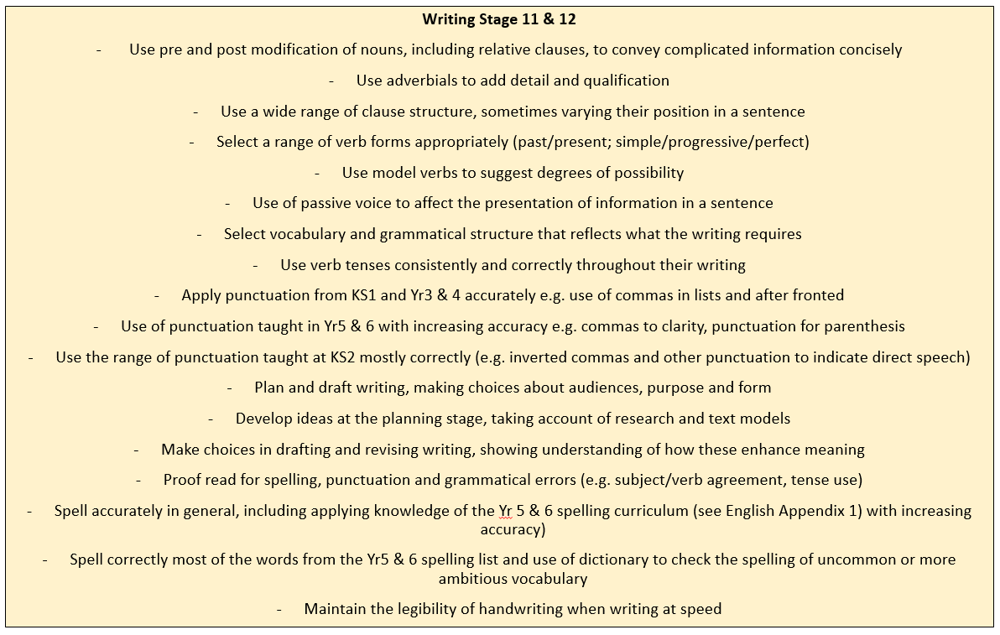 Writing Stage 11 & 12
- Use pre and post modification of nouns, including relative clauses, to convey complicated information concisely
- Use adverbials to add detail and qualification
- Use a wide range of clause structure, sometimes varying their position in a sentence
- Select a range of verb forms appropriately (past/present; simple/progressive/perfect)
- Use model verbs to suggest degrees of possibility
- Use of passive voice to affect the presentation of information in a sentence
- Select vocabulary and grammatical structure that reflects what the writing requires
- Use verb tenses consistently and correctly throughout their writing
- Apply punctuation from KS1 and Yr3 & 4 accurately e.g. use of commas in lists and after fronted
- Use of punctuation taught in Yr5 & 6 with increasing accuracy e.g. commas to clarity, punctuation for parenthesis
- Use the range of punctuation taught at KS2 mostly correctly (e.g. inverted commas and other punctuation to indicate direct speech)
- Plan and draft writing, making choices about audiences, purpose and form
- Develop ideas at the planning stage, taking account of research and text models
- Make choices in drafting and revising writing, showing understanding of how these enhance meaning
- Proof read for spelling, punctuation and grammatical errors (e.g. subject/verb agreement, tense use)
- Spell accurately in general, including applying knowledge of the Yr 5 & 6 spelling curriculum (see English Appendix 1) with increasing
accuracy)
- Spell correctly most of the words from the Yr5 & 6 spelling list and use of dictionary to check the spelling of uncommon or more
ambitious vocabulary
- Maintain the legibility of handwriting when writing at speed